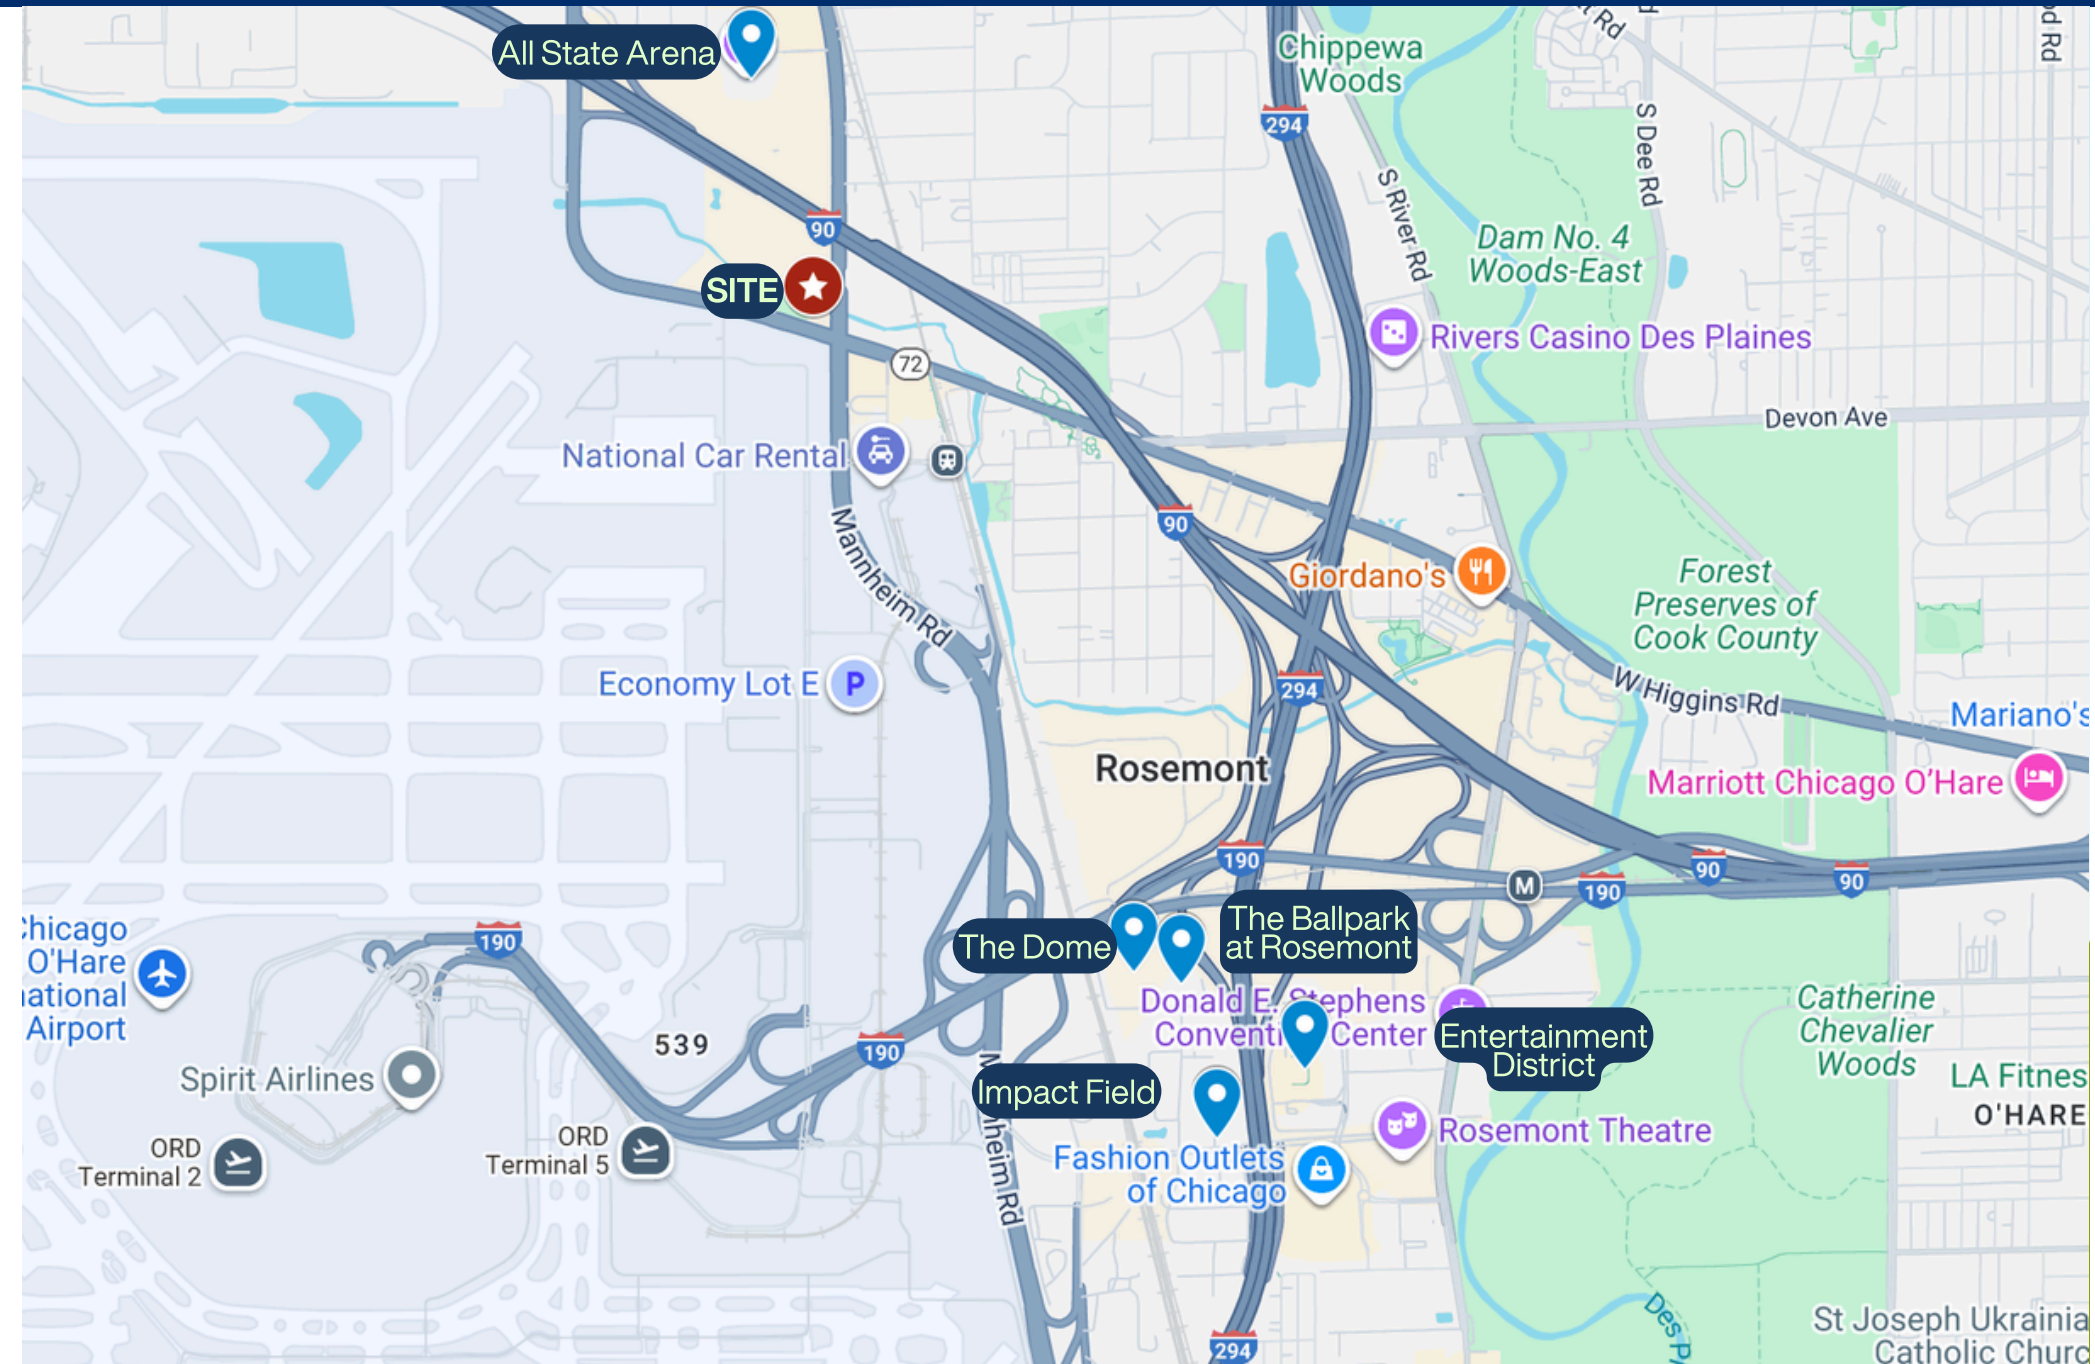 All State Arena
Chippewa
Woods
294
S River Rd
S Dee Rd
Dam No. 4
Woods-East
90
SITE
72
Rivers Casino Des Plaines
Devon Ave
National Car Rental
Mannheim Rd
90
Giordano's
Forest
Preserves of
Cook County
Economy Lot E
P
294
W Higgins Rd
Mariano's
Rosemont
Marriott Chicago O'Hare
190
M
190
90
90
The Dome
The Ballpark
at Rosemont
190
O'Hare
Airport
Donald E. Stephens
Center
Entertainment
District
Catherine
Chevalier
Woods
539
190
Spirit Airlines
Impact Field
LA Fitnes
O'HARE
Rosemont Theatre
ORD
Terminal 2
ORD
Terminal 5
Fashion Outlets
of Chicago
Rd
St Joseph Ukrainia
Catholic Churc
Des
294